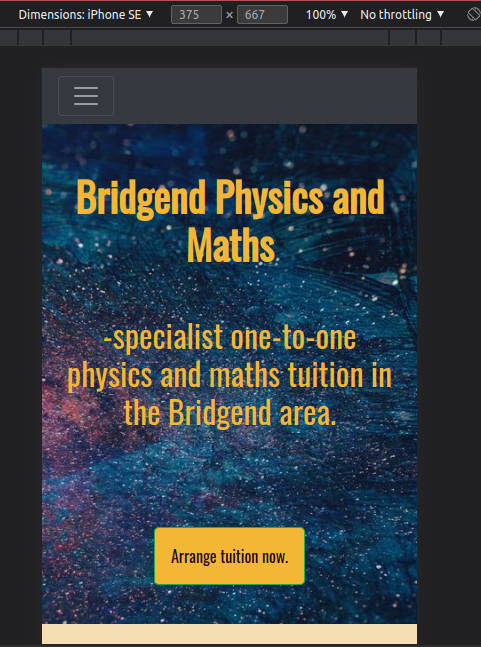 Dimensions: iPhone SE ▼ 375 × 667 100% ▼ No throttling ▼
Bridgend Physics and
Maths.
-specialist one-to-one
physics and maths tuition in
the Bridgend area.
Arrange tuition now.